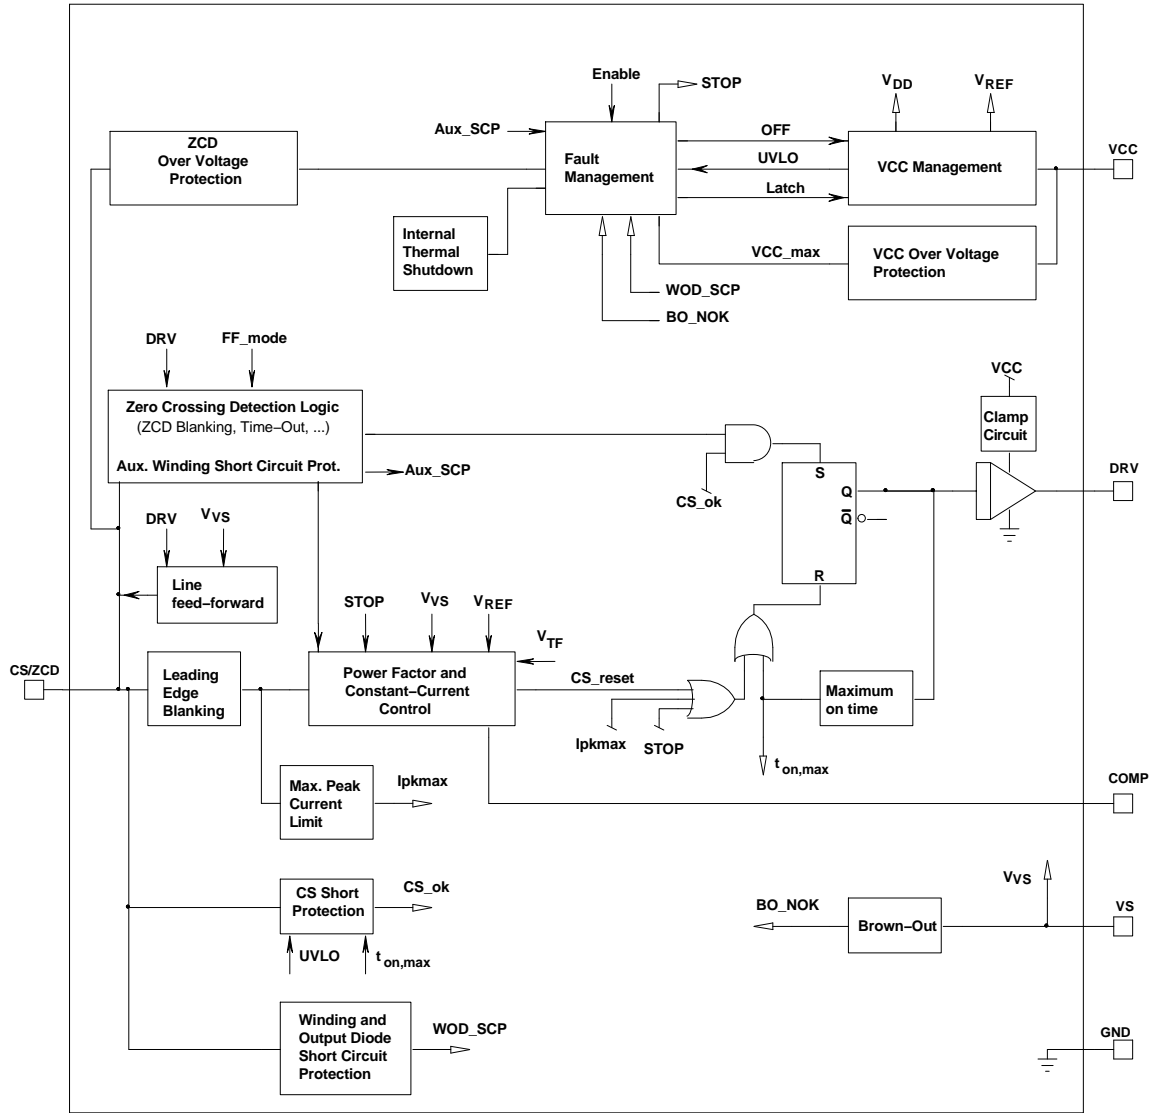 Enable
STOP
VDD
VREF
Aux_SCP
OFF
ZCD
Over Voltage
Protection
Fault
Management
UVLO
VCC Management
VCC
Latch
Internal
Thermal
Shutdown
VCC_max
VCC Over Voltage
Protection
WOD_SCP
BO_NOK
DRV
FF_mode
VCC
Zero Crossing Detection Logic
(ZCD Blanking, Time−Out, ...)
Aux. Winding Short Circuit Prot.
Aux_SCP
CS_ok
Clamp
Circuit
DRV
S
Q
Q
R
DRV
VVS
Line
feed−forward
STOP
VVS
VREF
VTF
CS/ZCD
Leading
Edge
Blanking
Power Factor and
Constant−Current
Control
CS_reset
Ipkmax
STOP
Maximum
on time
ton,max
Max. Peak
Current
Limit
Ipkmax
COMP
CS Short
Protection
CS_ok
UVLO
ton,max
VVS
BO_NOK
Brown−Out
VS
Winding and
Output Diode
Short Circuit
Protection
WOD_SCP
GND